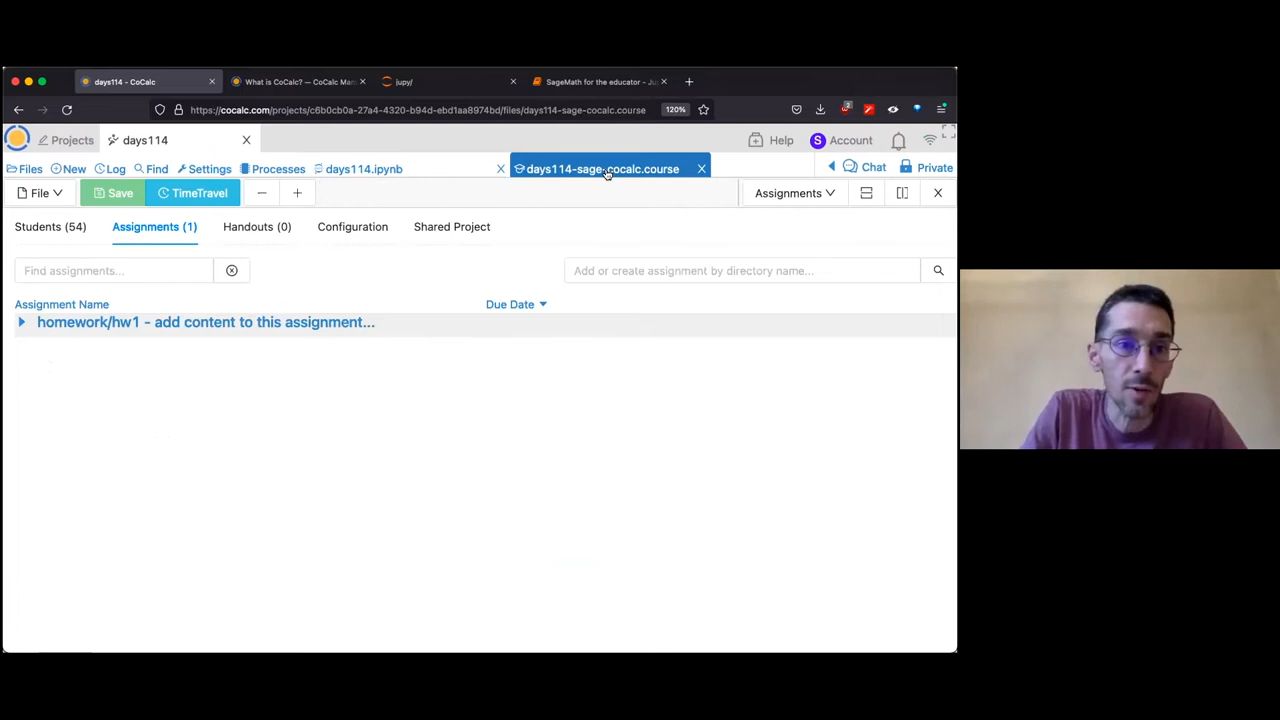 days114 - CoCalc
What is CoCalc? — CoCalc Man
jupy/
SageMath for the educator - Ju
https://cocalc.com/projects/c6b0cb0a-27a4-4320-b94d-ebd1aa8974bd/files/days114-sage-cocalc.course 120% 2
Projects days114 Help S Account
Files New Log Find Settings Processes days114.ipynb days114-sage-cocalc.course Chat Private
File Save TimeTravel Assignments
Students (54) Assignments (1) Handouts (0) Configuration Shared Project
Find assignments... Add or create assignment by directory name...
Assignment Name Due Date
homework/hw1 - add content to this assignment...